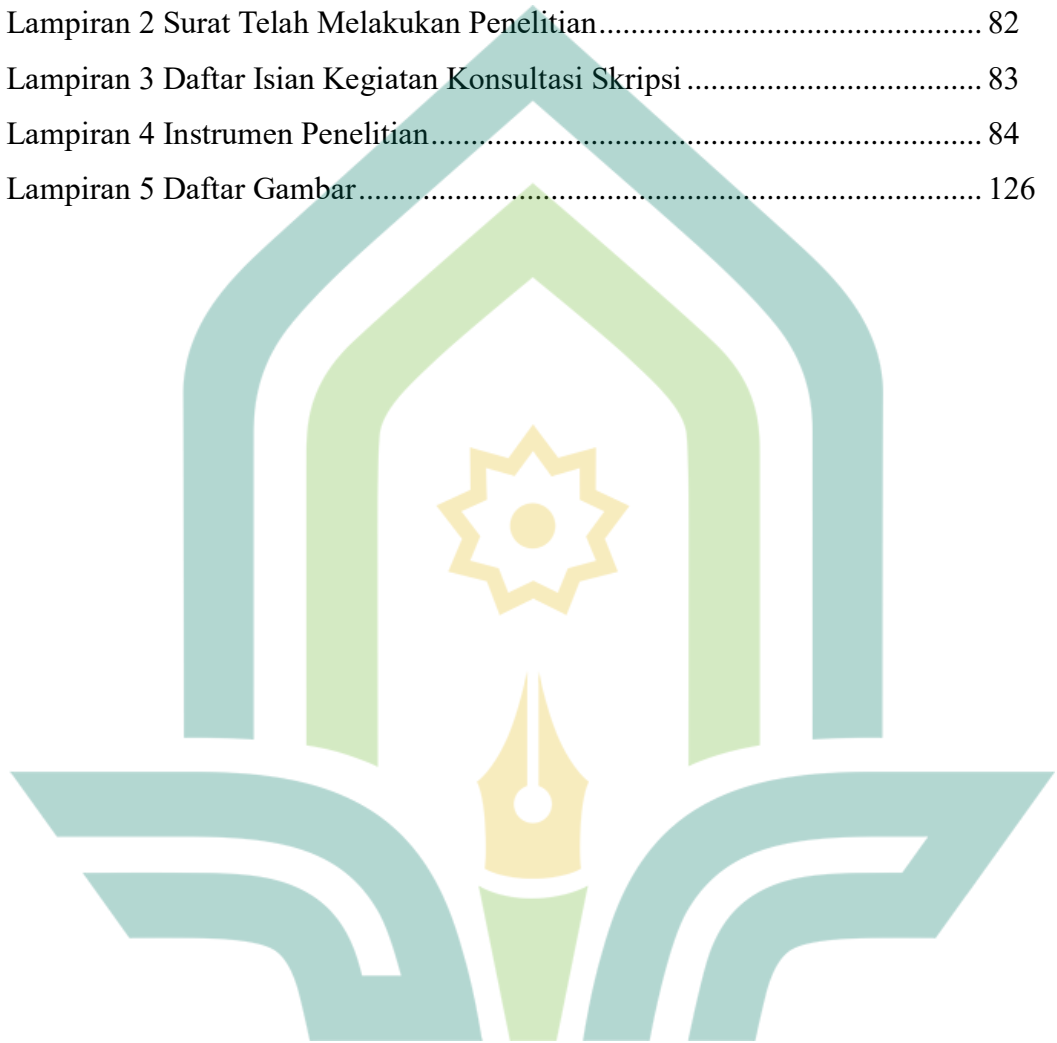 Lampiran 2 Surat Telah Melakukan Penelitian................................................ 82
Lampiran 3 Daftar Isian Kegiatan Konsultasi Skripsi.................................... 83
Lampiran 4 Instrumen Penelitian.................................................................... 84
Lampiran 5 Daftar Gambar............................................................................ 126